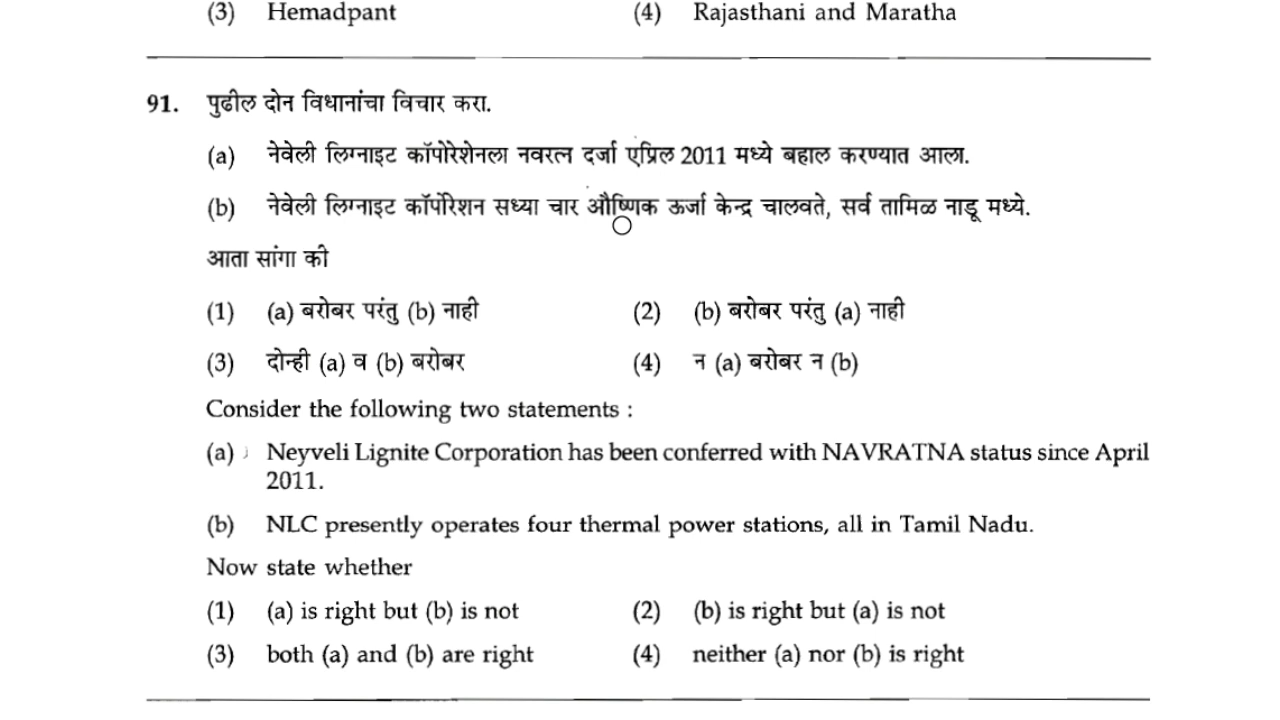 (3) Hemadpant (4) Rajasthani and Maratha
91. पुढील दोन विधानांचा विचार करा.
(a) नेवेली लिग्नाइट कॉर्पोरेशेनला नवरत्न दर्जा एप्रिल 2011 मध्ये बहाल करण्यात आला.
(b) नेवेली लिग्नाइट कॉर्पोरेशन सध्या चार औष्णिक ऊर्जा केन्द्र चालवते, सर्व तामिळ नाडू मध्ये.
आता सांगा की
(1) (a) बरोबर परंतु (b) नाही (2) (b) बरोबर परंतु (a) नाही
(3) दोन्ही (a) व (b) बरोबर (4) न (a) बरोबर न (b)
Consider the following two statements :
(a) Neyveli Lignite Corporation has been conferred with NAVRATNA status since April
2011.
(b) NLC presently operates four thermal power stations, all in Tamil Nadu.
Now state whether
(1) (a) is right but (b) is not (2) (b) is right but (a) is not
(3) both (a) and (b) are right (4) neither (a) nor (b) is right